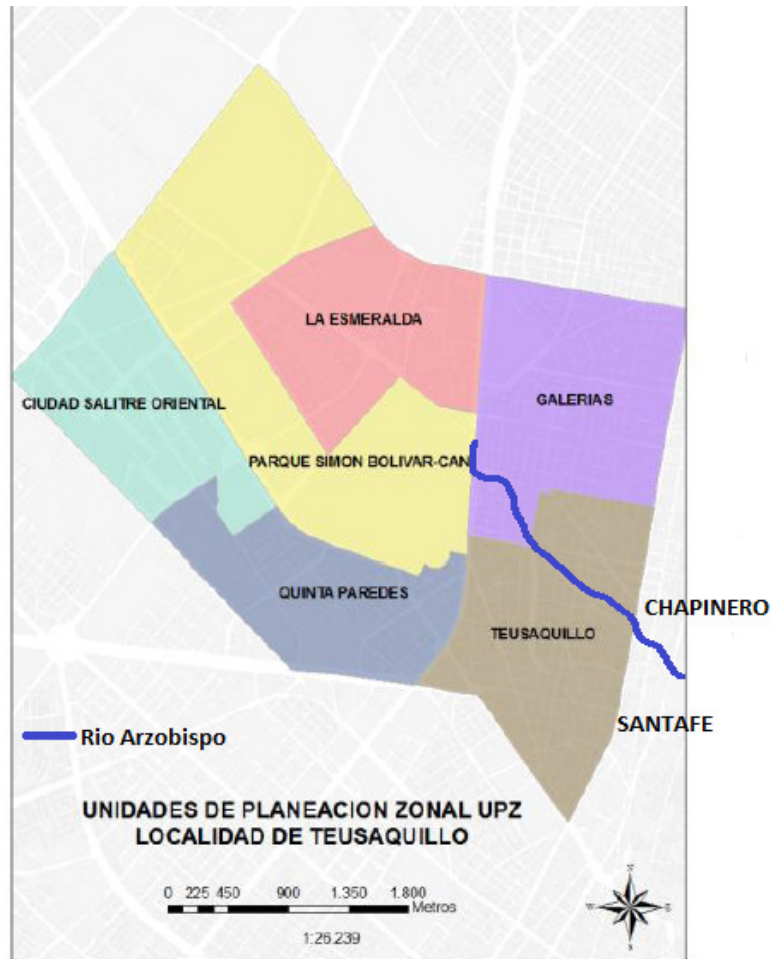 LA ESMERALDA
GALERIAS
CIUDAD SALITRE ORIENTAL
PARQUE SIMON BOLIVAR-CAN
QUINTA PAREDES
CHAPINERO
TEUSAQUILLO
SANTAFE
Rio Arzobispo
UNIDADES DE PLANEACION ZONAL UPZ
LOCALIDAD DE TEUSAQUILLO
0 225 450 900 1.350 1.800
Metros
1:26.239
N
W E
S